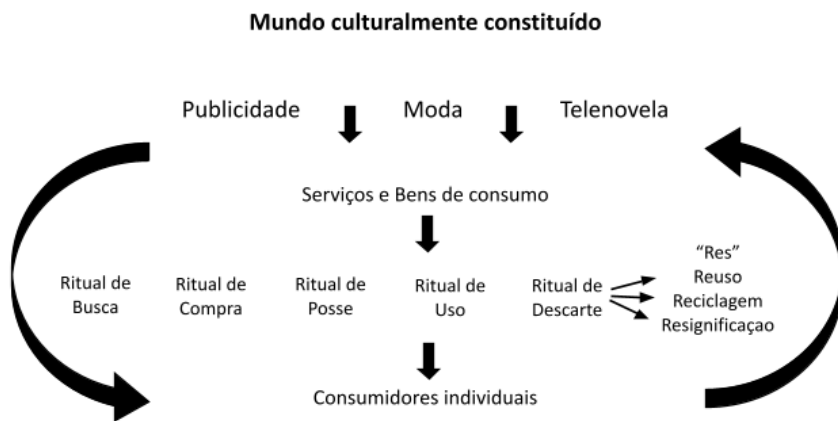 Mundo culturalmente constituído
Publicidade Moda Telenovela
Serviços e Bens de consumo
Ritual de
Busca
Ritual de
Compra
Ritual de
Posse
Ritual de
Uso
Ritual de
Descarte
“Res”
Reuso
Reciclagem
Resignificaçao
Consumidores individuais